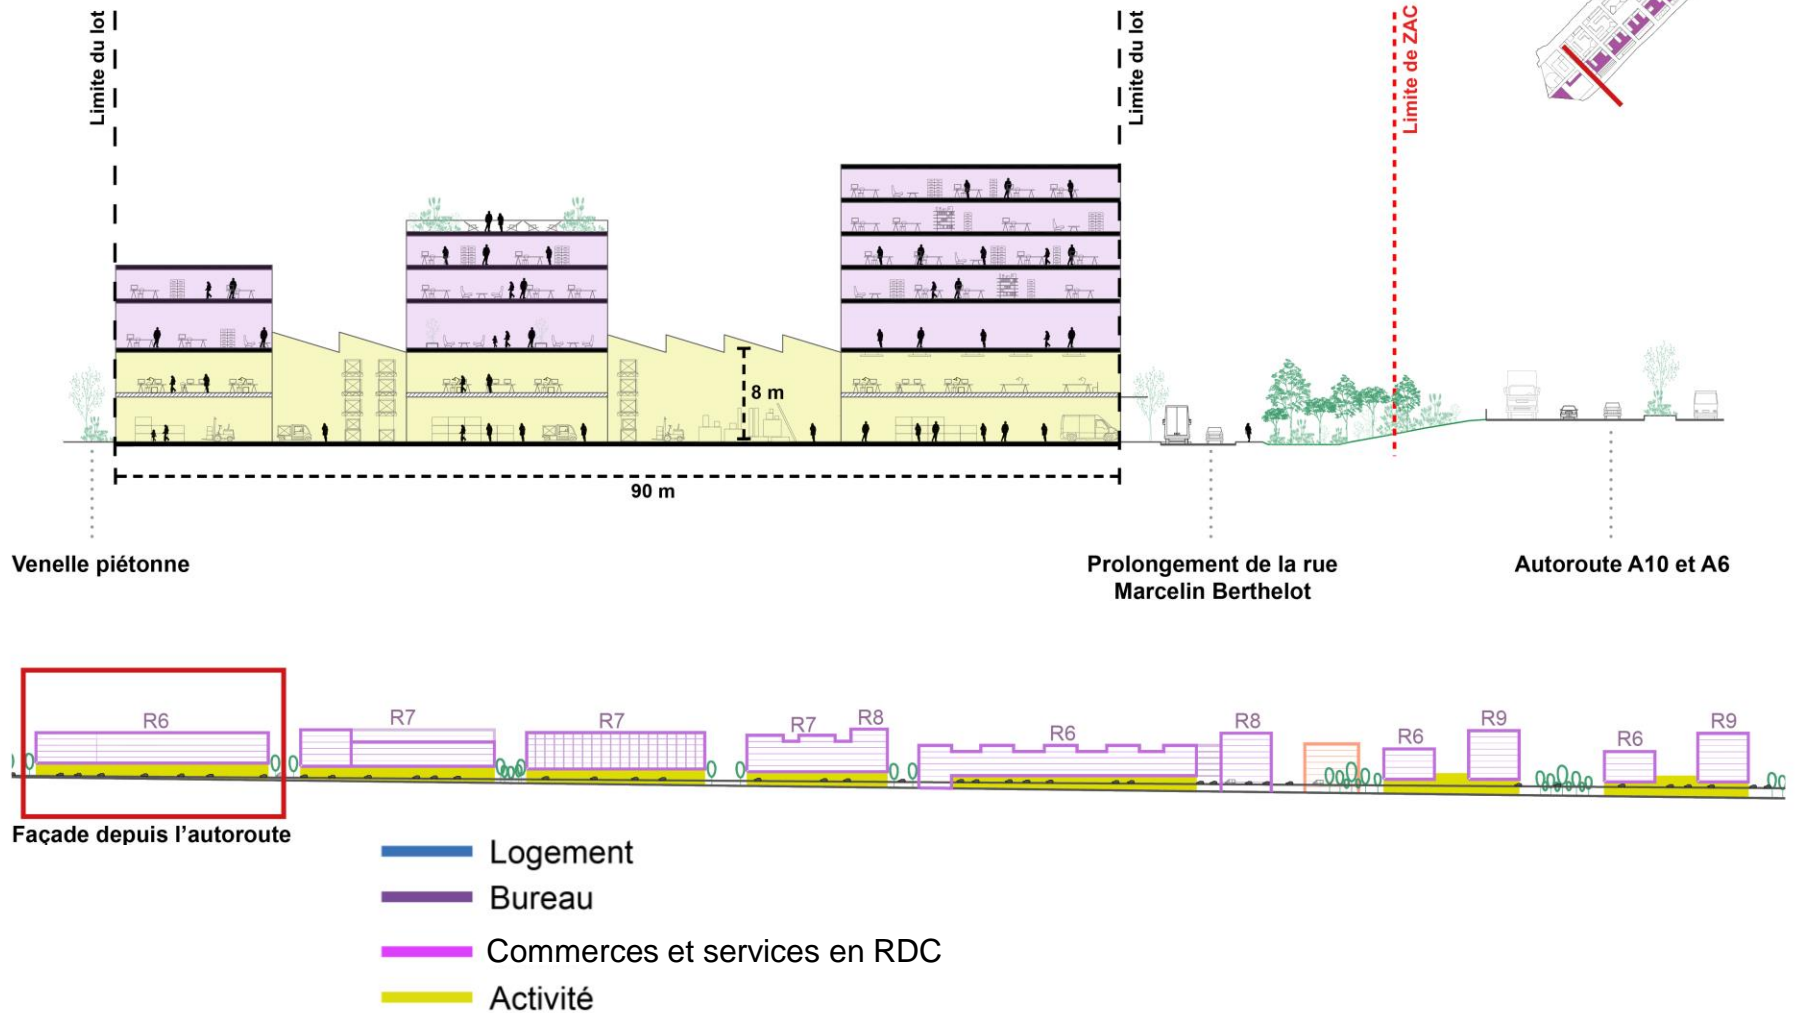 Limite du lot
Limite du lot
Limite de ZAC
8 m
90 m
Venelle piétonne
Prolongement de la rue
Marcelin Berthelot
Autoroute A10 et A6
R6
R7
R7
R7
R8
R6
R8
R6
R9
R6
R9
Façade depuis l'autoroute
Logement
Bureau
Commerces et services en RDC
Activité